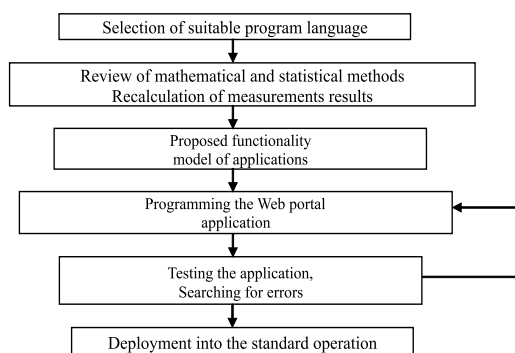 Selection of suitable program language
Review of mathematical and statistical methods
Recalculation of measurements results
Proposed functionality
model of applications
Programming the Web portal
application
Testing the application,
Searching for errors
Deployment into the standard operation